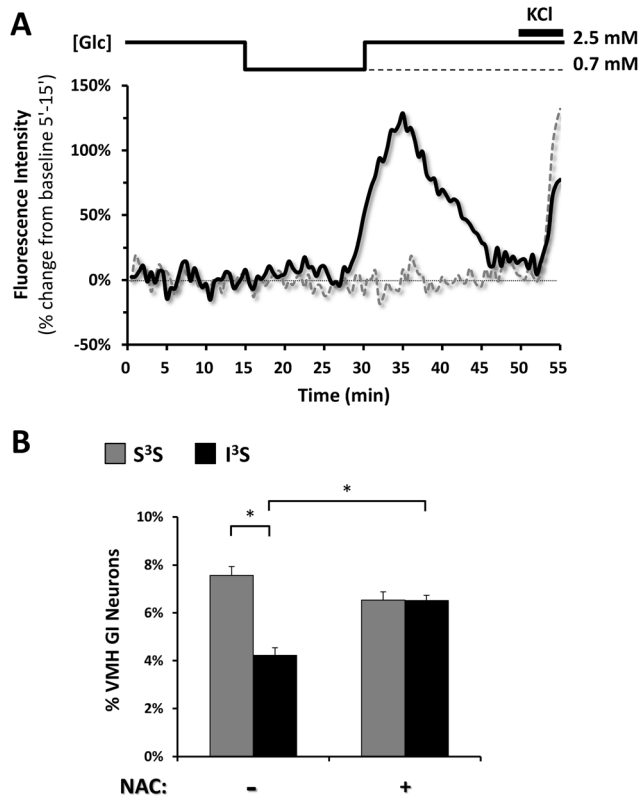 A
KCl
[Glc]
2.5 mM
0.7 mM
Fluorescence Intensity
(% change from baseline 5'-15')
150%
100%
50%
0%
-50%
0 5 10 15 20 25 30 35 40 45 50 55
Time (min)
B
S³S I³S
*
*
% VMH GI Neurons
10%
8%
6%
4%
2%
0%
NAC: - +